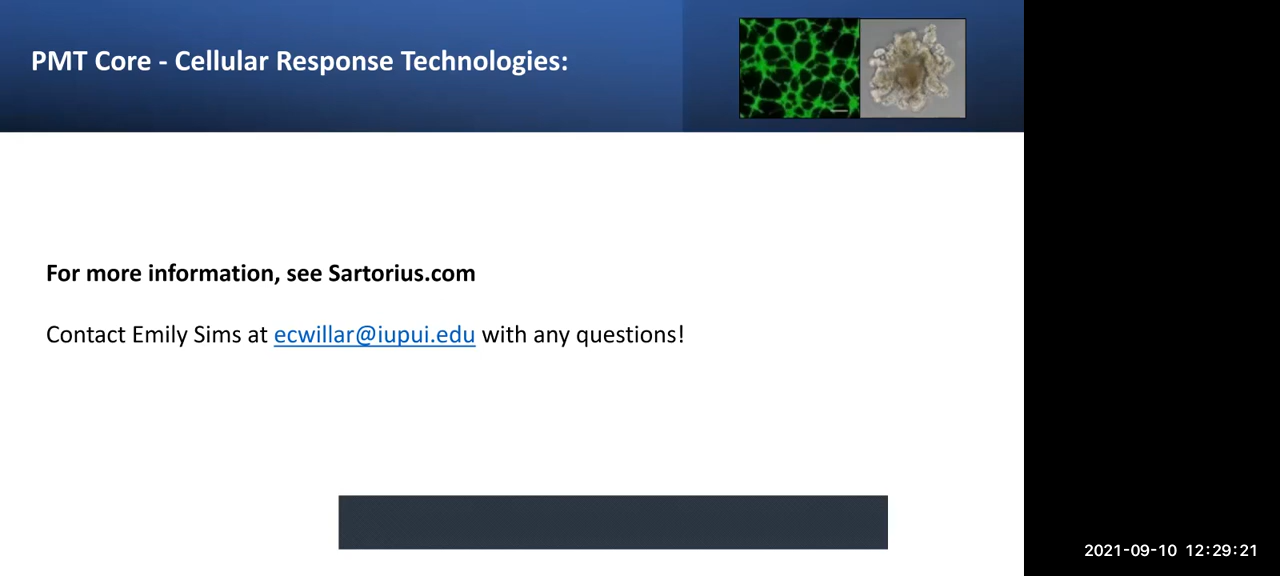 PMT Core - Cellular Response Technologies:
For more information, see Sartorius.com
Contact Emily Sims at ecwillar@iupui.edu with any questions!
2021-09-10 12:29:21